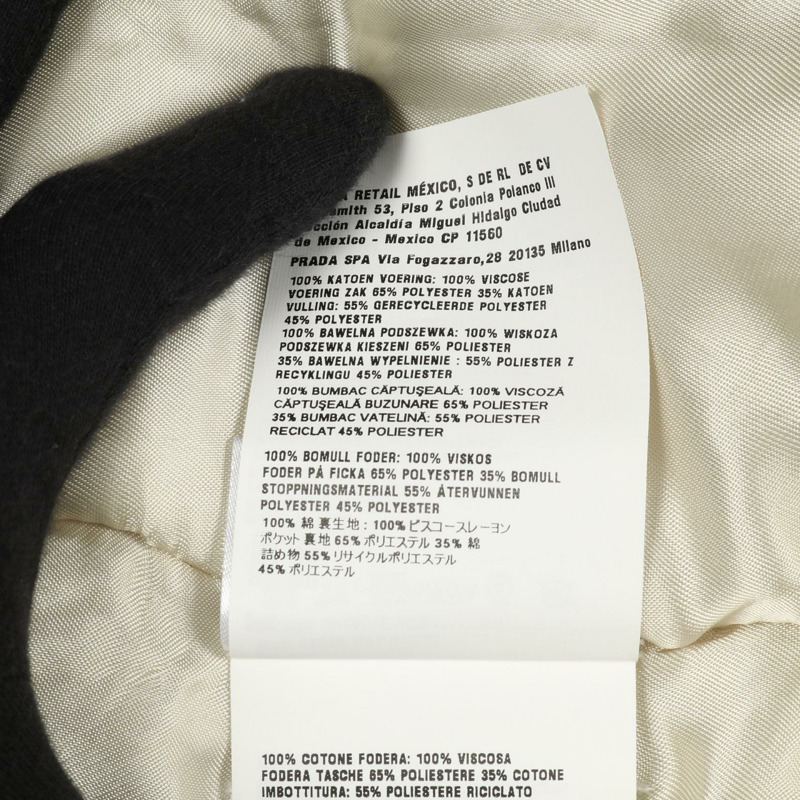 RETAIL MÉXICO, S DE RL DE CV
53, Piso 2 Colonia Polanco III
Alcaldía Miguel Hidalgo Ciudad
de Mexico - Mexico CP 11560
PRADA SPA Via Fogazzaro,28 20135 Milano
100% KATOEN VOERING: 100% VISCOSE
VOERING ZAK 65% POLYESTER 35% KATOEN
VULLING: 55% GERECYCLEERDE POLYESTER
45% POLYESTER
100% BAWELNA PODSZEWKA: 100% WISKOZA
PODSZEWKA KIESZENI 65% POLIESTER
35% BAWELNA WYPELNIENIE : 55% POLIESTER Z
RECYKLINGU 45% POLIESTER
100% BUMBAC CĂPTUŞEALĂ: 100% VISCOZĂ
CĂPTUŞEALĂ BUZUNARE 65% POLIESTER
35% BUMBAC VATELINĂ: 55% POLIESTER
RECICLAT 45% POLIESTER
100% BOMULL FODER: 100% VISKOS
FODER PÅ FICKA 65% POLYESTER 35% BOMULL
STOPPNINGSMATERIAL 55% ÅTERVUNNEN
POLYESTER 45% POLYESTER
100% 綿 裏生地 : 100% ビスコースレーヨン
ポケット 裏地 65% ポリエステル 35% 綿
詰め物 55% リサイクルポリエステル
45% ポリエステル
100% COTONE FODERA: 100% VISCOSA
FODERA TASCHE 65% POLIESTERE 35% COTONE
IMBOTTITURA: 55% POLIESTERE RICICLATO